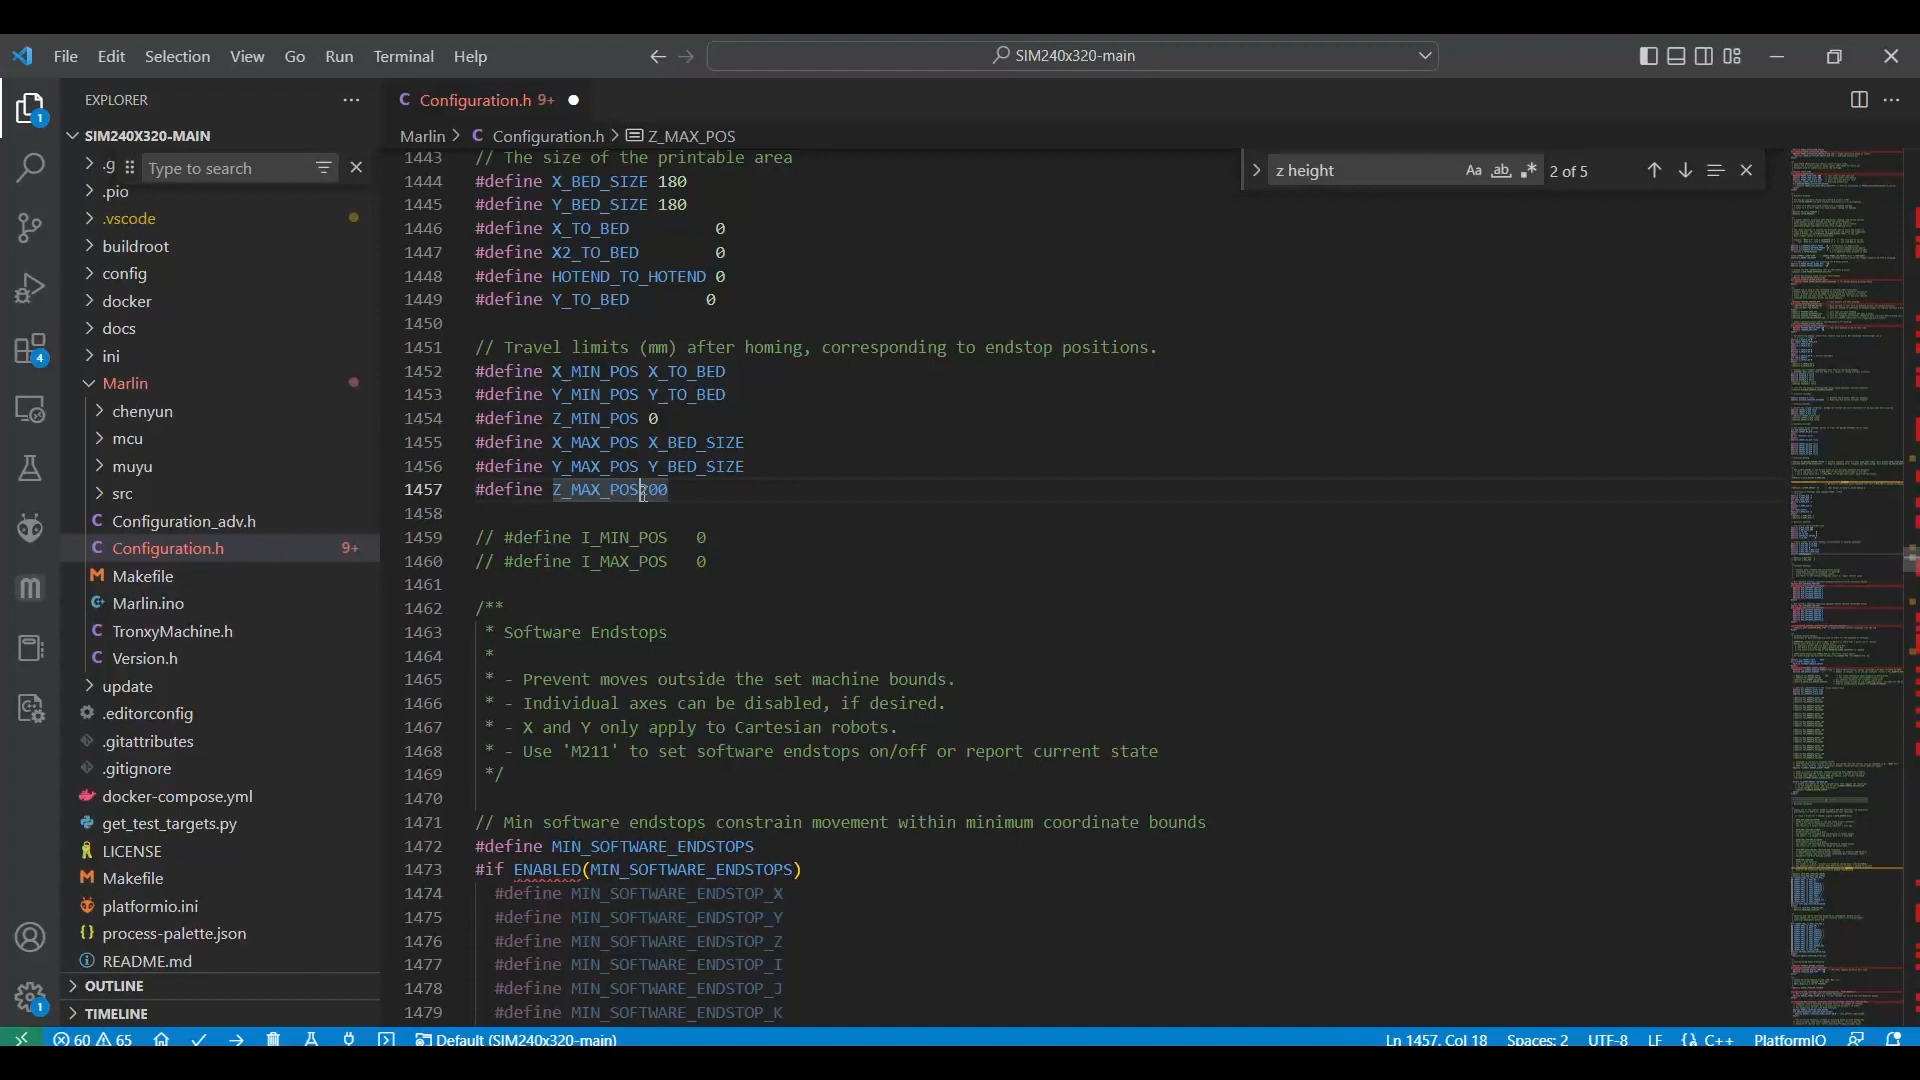 File Edit Selection View Go Run Terminal Help
SIM240x320-main
EXPLORER
Configuration.h 9+
SIM240X320-MAIN
Marlin > C Configuration.h > Z_MAX_POS
.g
Type to search
z height
Aa ab .*
2 of 5
.pio
.vscode
buildroot
config
docker
docs
ini
Marlin
chenyun
mcu
muyu
src
Configuration_adv.h
Configuration.h 9+
Makefile
Marlin.ino
TronxyMachine.h
Version.h
update
.editorconfig
.gitattributes
.gitignore
docker-compose.yml
get_test_targets.py
LICENSE
Makefile
platformio.ini
process-palette.json
README.md
OUTLINE
TIMELINE
1
4
1
1443 // The size of the printable area
1444 #define X_BED_SIZE 180
1445 #define Y_BED_SIZE 180
1446 #define X_TO_BED 0
1447 #define X2_TO_BED 0
1448 #define HOTEND_TO_HOTEND 0
1449 #define Y_TO_BED 0
1450
1451 // Travel limits (mm) after homing, corresponding to endstop positions.
1452 #define X_MIN_POS X_TO_BED
1453 #define Y_MIN_POS Y_TO_BED
1454 #define Z_MIN_POS 0
1455 #define X_MAX_POS X_BED_SIZE
1456 #define Y_MAX_POS Y_BED_SIZE
1457 #define
1458
1459 // #define I_MIN_POS 0
1460 // #define I_MAX_POS 0
1461
1462 /**
1463 * Software Endstops
1464 *
1465 * - Prevent moves outside the set machine bounds.
1466 * - Individual axes can be disabled, if desired.
1467 * - X and Y only apply to Cartesian robots.
1468 * - Use 'M211' to set software endstops on/off or report current state
1469 */
1470
1471 // Min software endstops constrain movement within minimum coordinate bounds
1472 #define MIN_SOFTWARE_ENDSTOPS
1473 #if ENABLED(MIN_SOFTWARE_ENDSTOPS)
1474 #define MIN_SOFTWARE_ENDSTOP_X
1475 #define MIN_SOFTWARE_ENDSTOP_Y
1476 #define MIN_SOFTWARE_ENDSTOP_Z
1477 #define MIN_SOFTWARE_ENDSTOP_I
1478 #define MIN_SOFTWARE_ENDSTOP_J
1479 #define MIN_SOFTWARE_ENDSTOP_K
60 65 Default (SIM240x320-main) Ln 1457, Col 18 Spaces: 2 UTF-8 LF {} C++ PlatformIO